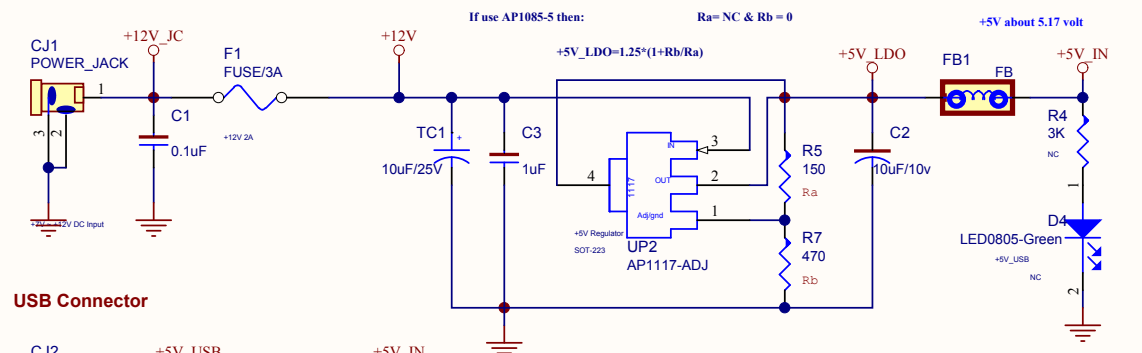 If use AP1085-5 then:
Ra= NC & Rb = 0
+5V about 5.17 volt
+5V_LDO=1.25*(1+Rb/Ra)
CJ1
POWER_JACK
+12V_JC
F1
FUSE/3A
+12V 2A
+12V
+5V_LDO
FB1
FB
+5V_IN
1
3
2
C1
0.1uF
+7V ~ +12V DC Input
TC1
+
10uF/25V
C3
1uF
4
1117
IN
3
OUT
2
Adj/gnd
1
+5V Regulator
SOT-223
UP2
AP1117-ADJ
R5
150
Ra
R7
470
Rb
C2
10uF/10v
R4
3K
NC
1
D4
LED0805-Green
+5V_USB
NC
2
USB Connector
CJ2
+5V_USB
+5V_IN